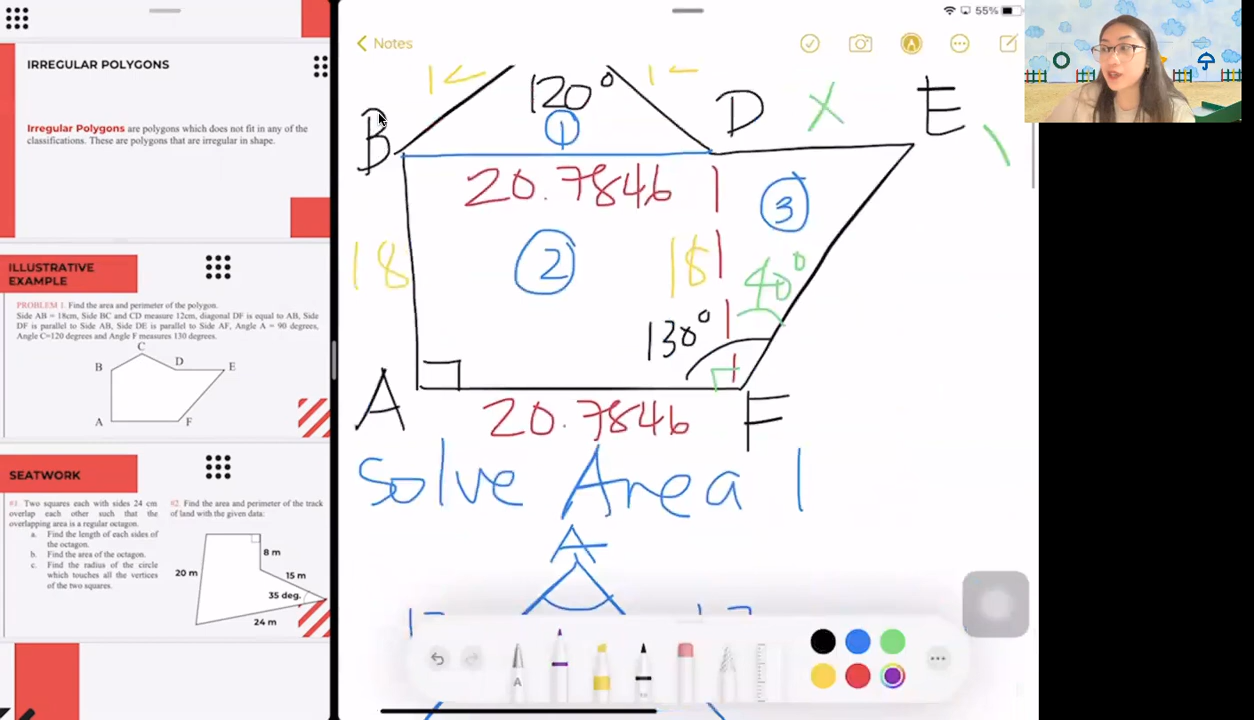 IRREGULAR POLYGONS
Irregular Polygons are polygons which does not fit in any of the
classifications. These are polygons that are irregular in shape.
ILLUSTRATIVE
EXAMPLE
PROBLEM 1. Find the area and perimeter of the polygon.
Side AB = 18cm, Side BC and CD measure 12cm, diagonal DF is equal to AB, Side
DF is parallel to Side AB, Side DE is parallel to Side AF, Angle A = 90 degrees,
Angle C=120 degrees and Angle F measures 130 degrees.
C
B
D
E
A
F
SEATWORK
#1. Two squares each with sides 24 cm
overlap each other such that the
overlapping area is a regular octagon.
a. Find the length of each sides of
the octagon.
b. Find the area of the octagon.
c. Find the radius of the circle
which touches all the vertices
of the two squares.
#2. Find the area and perimeter of the track
of land with the given data:
8 m
20 m
15 m
35 deg.
24 m
Notes
55%
120°
B
D
X
E
1
20.7846
3
18
2
18
40°
130°
A
20.7846
F
Solve Area 1
A
A